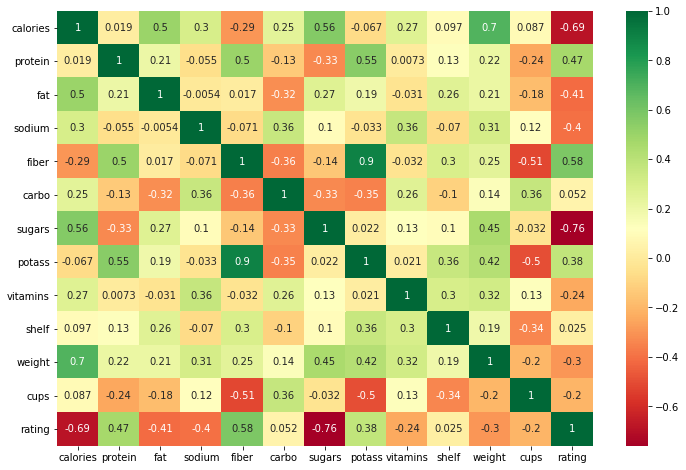 calories 1 0.019 0.5 0.3 -0.29 0.25 0.56 -0.067 0.27 0.097 0.7 0.087 -0.69
protein 0.019 1 0.21 -0.055 0.5 -0.13 -0.33 0.55 0.0073 0.13 0.22 -0.24 0.47
fat 0.5 0.21 1 -0.0054 0.017 -0.32 0.27 0.19 -0.031 0.26 0.21 -0.18 -0.41
sodium 0.3 -0.055 -0.0054 1 -0.071 0.36 0.1 -0.033 0.36 -0.07 0.31 0.12 -0.4
fiber -0.29 0.5 0.017 -0.071 1 -0.36 -0.14 0.9 -0.032 0.3 0.25 -0.51 0.58
carbo 0.25 -0.13 -0.32 0.36 -0.36 1 -0.33 -0.35 0.26 -0.1 0.14 0.36 0.052
sugars 0.56 -0.33 0.27 0.1 -0.14 -0.33 1 0.022 0.13 0.1 0.45 -0.032 -0.76
potass -0.067 0.55 0.19 -0.033 0.9 -0.35 0.022 1 0.021 0.36 0.42 -0.5 0.38
vitamins 0.27 0.0073 -0.031 0.36 -0.032 0.26 0.13 0.021 1 0.3 0.32 0.13 -0.24
shelf 0.097 0.13 0.26 -0.07 0.3 -0.1 0.1 0.36 0.3 1 0.19 -0.34 0.025
weight 0.7 0.22 0.21 0.31 0.25 0.14 0.45 0.42 0.32 0.19 1 -0.2 -0.3
cups 0.087 -0.24 -0.18 0.12 -0.51 0.36 -0.032 -0.5 0.13 -0.34 -0.2 1 -0.2
rating -0.69 0.47 -0.41 -0.4 0.58 0.052 -0.76 0.38 -0.24 0.025 -0.3 -0.2 1
calories protein fat sodium fiber carbo sugars potass vitamins shelf weight cups rating
1.0
0.8
0.6
0.4
0.2
0.0
−0.2
−0.4
−0.6